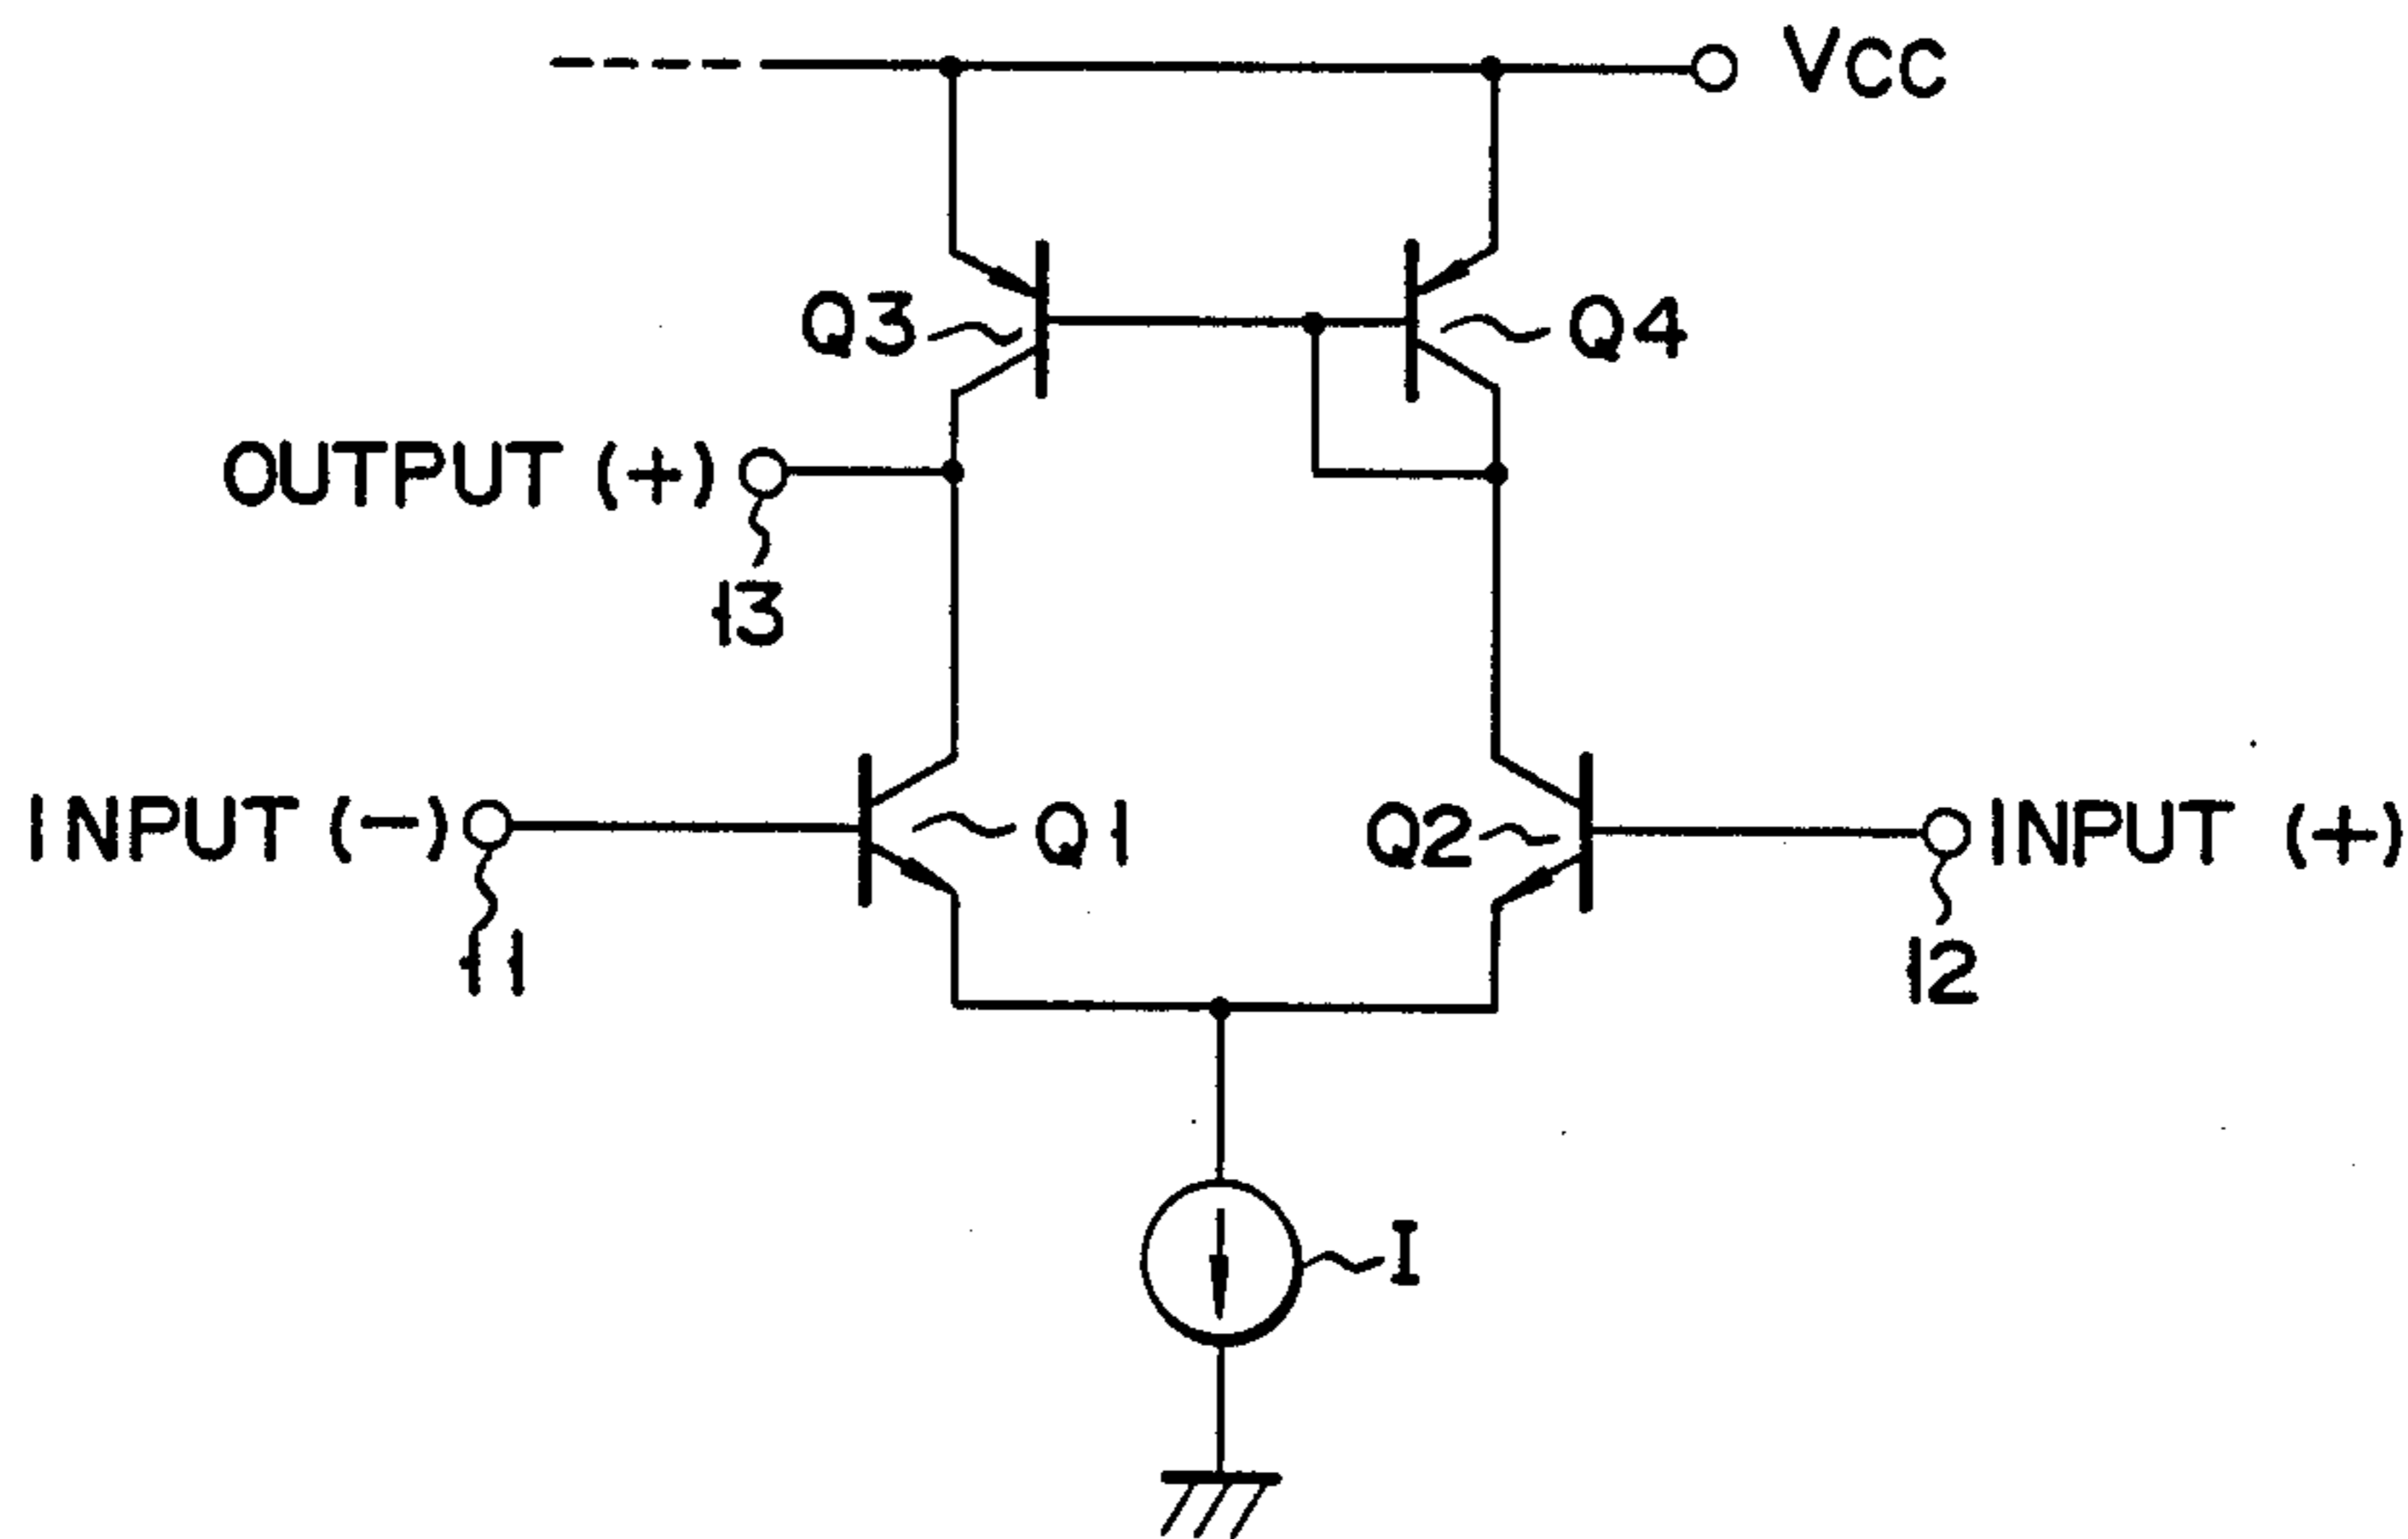 VCC
Q3
Q4
OUTPUT (+)
13
INPUT (-)
Q1
Q2
INPUT (+)
11
12
I